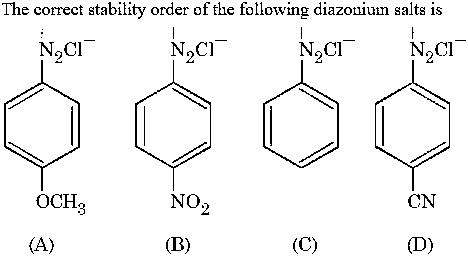 The correct stability order of the following diazonium salts is
N₂Cl⁻ N₂Cl⁻ N₂Cl⁻ N₂Cl⁻
OCH₃ NO₂ CN
(A) (B) (C) (D)